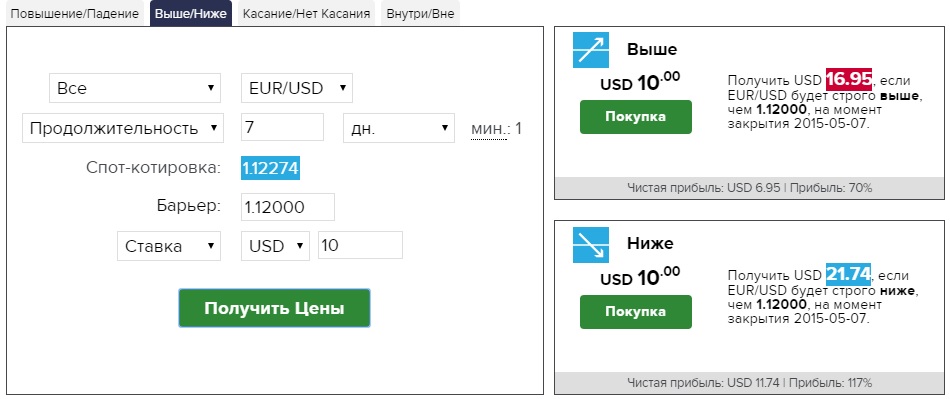 Повышение/Падение
Выше/Ниже
Касание/Нет Касания
Внутри/Вне
Все
EUR/USD
Продолжительность 7 дн. мин.: 1
Спот-котировка: 1.12274
Барьер: 1.12000
Ставка USD 10
Получить Цены
Выше
USD 10.00
Покупка
Получить USD 16.95, если
EUR/USD будет строго выше,
чем 1.12000, на момент
закрытия 2015-05-07.
Чистая прибыль: USD 6.95 | Прибыль: 70%
Ниже
USD 10.00
Покупка
Получить USD 21.74, если
EUR/USD будет строго ниже,
чем 1.12000, на момент
закрытия 2015-05-07.
Чистая прибыль: USD 11.74 | Прибыль: 117%